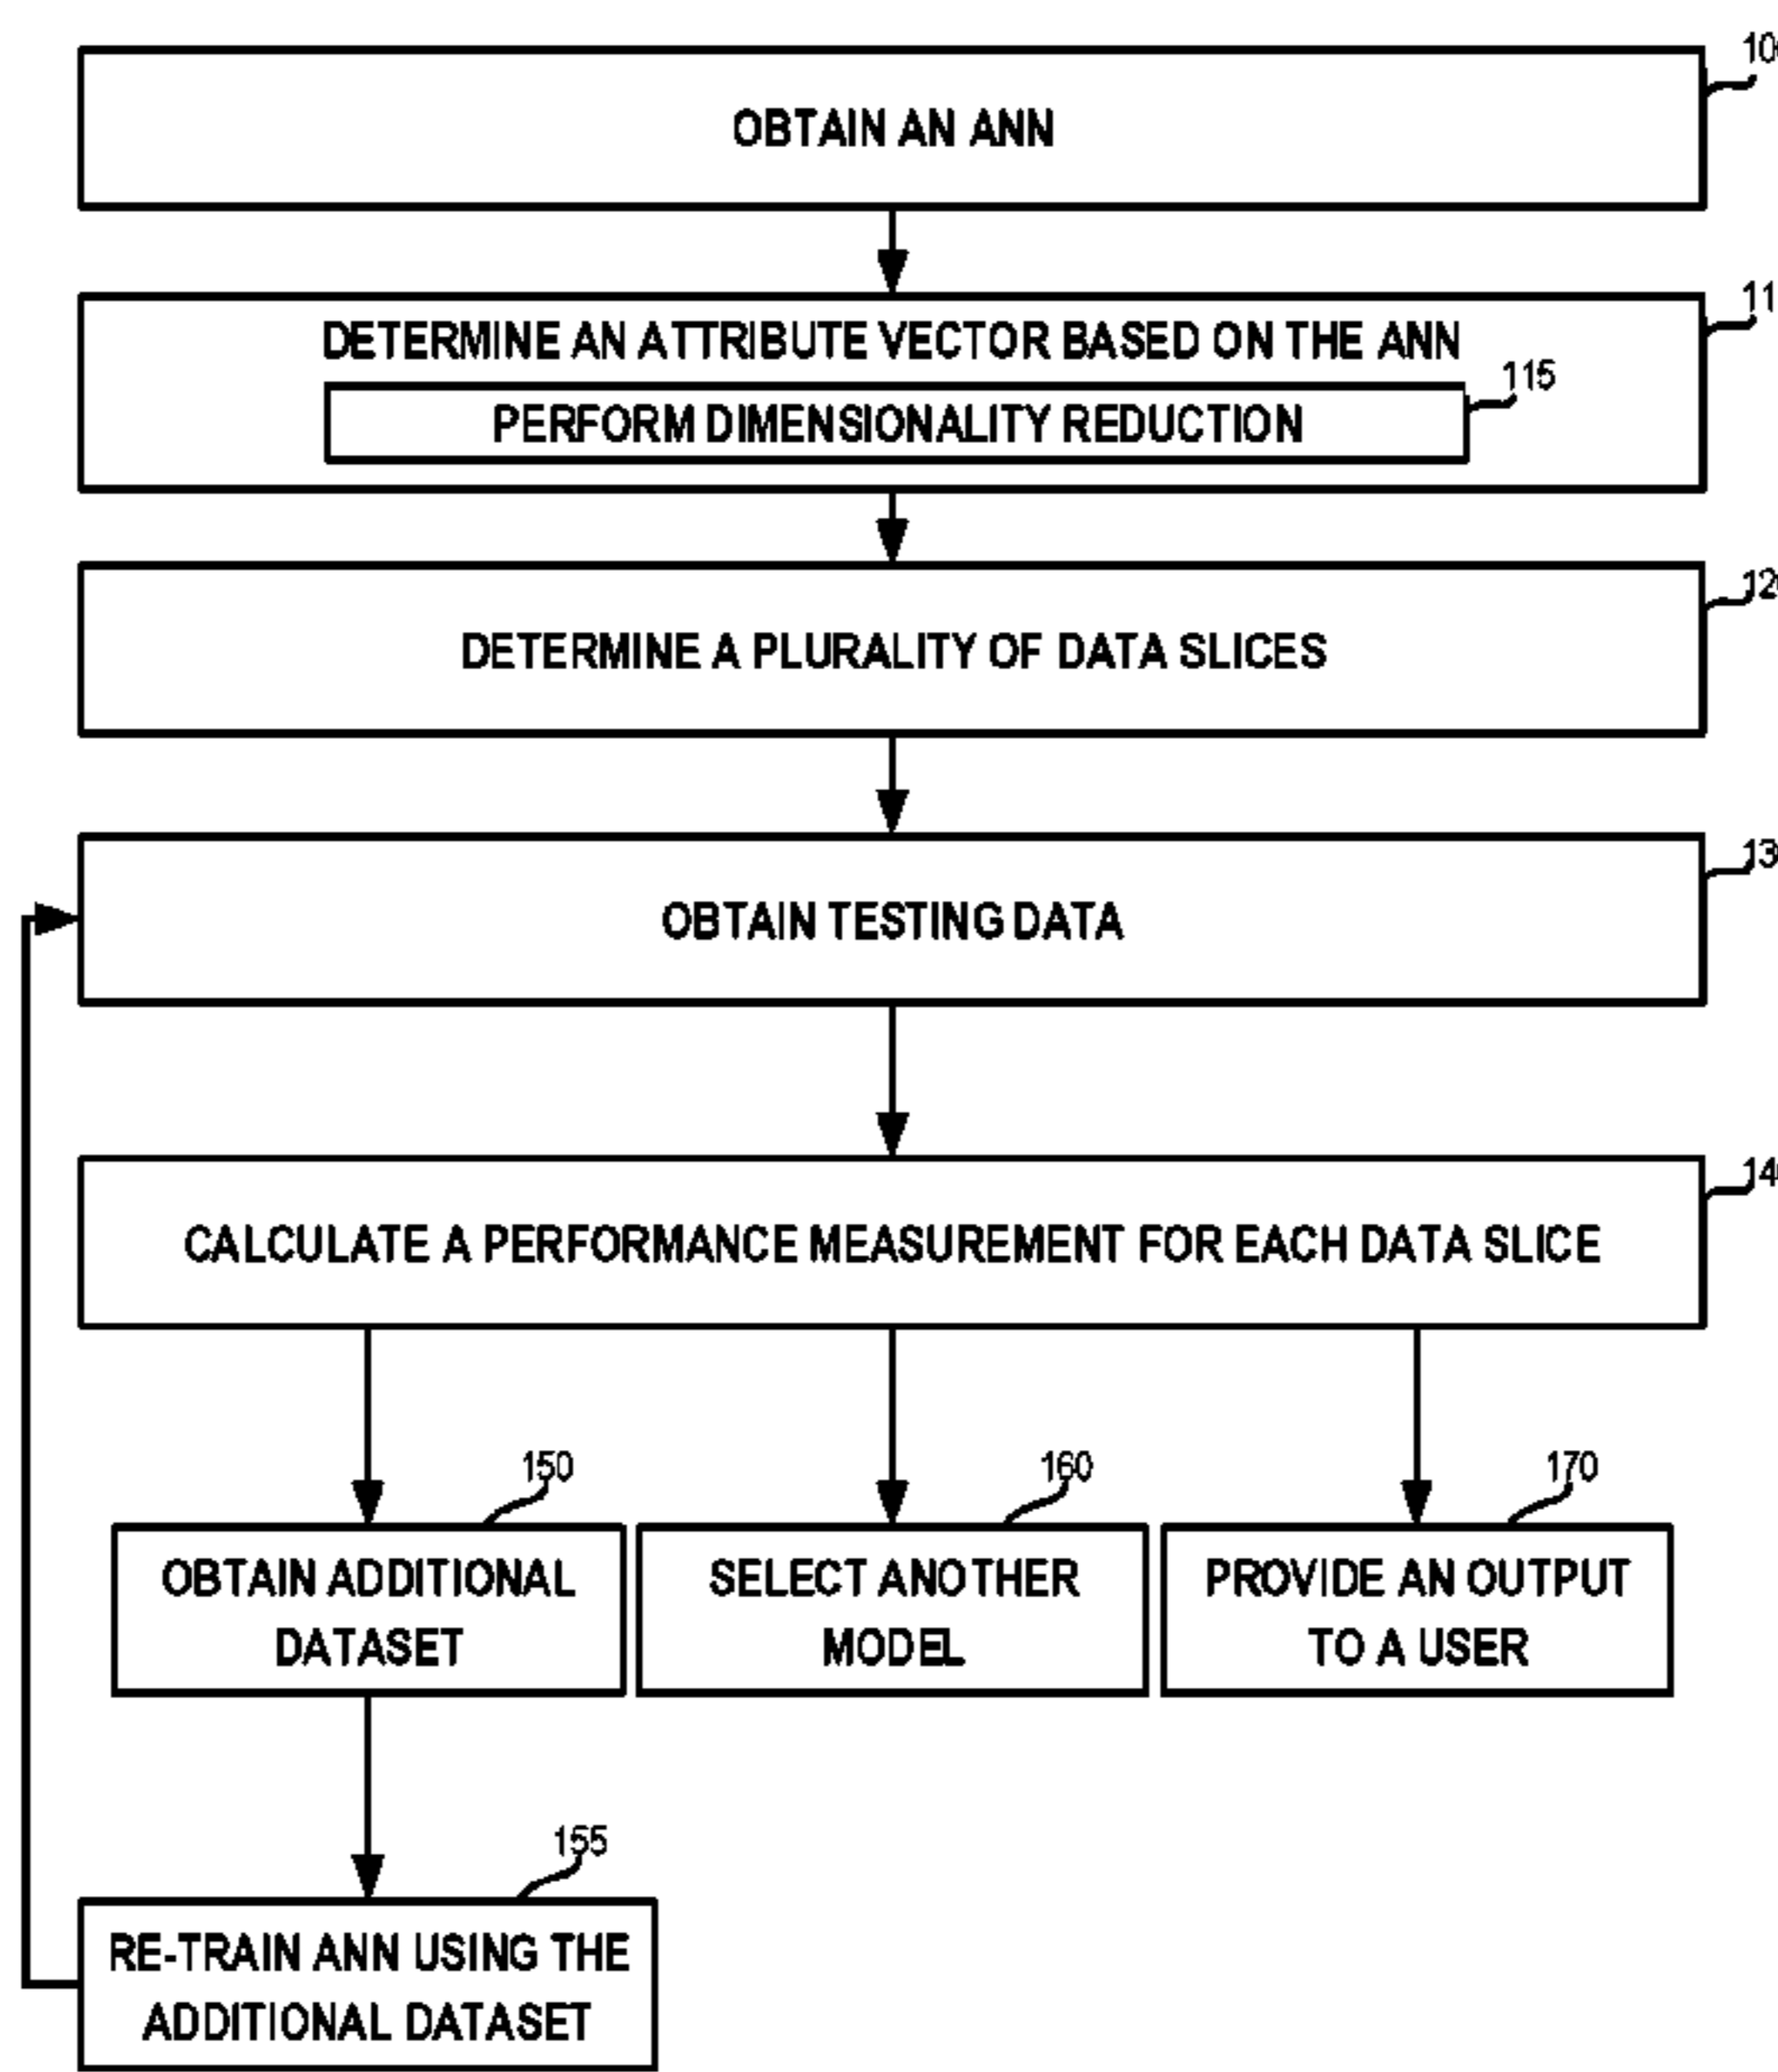 OBTAIN AN ANN
DETERMINE AN ATTRIBUTE VECTOR BASED ON THE ANN
115
PERFORM DIMENSIONALITY REDUCTION
DETERMINE A PLURALITY OF DATA SLICES
OBTAIN TESTING DATA
CALCULATE A PERFORMANCE MEASUREMENT FOR EACH DATA SLICE
150
160
170
OBTAIN ADDITIONAL
DATASET
SELECT ANOTHER
MODEL
PROVIDE AN OUTPUT
TO A USER
155
RE-TRAIN ANN USING THE
ADDITIONAL DATASET